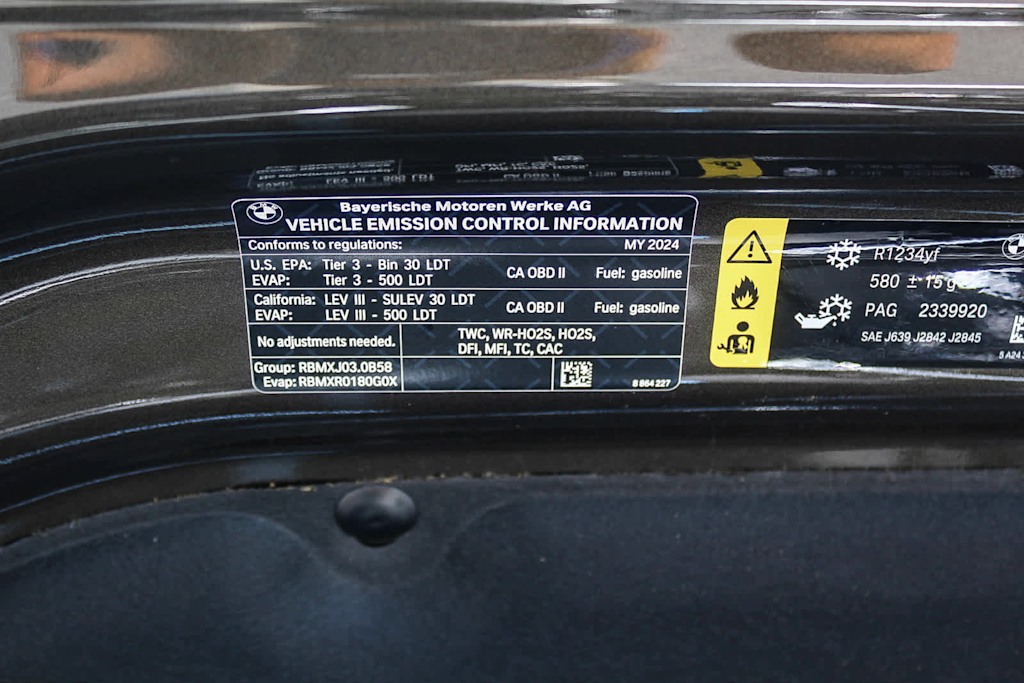 BMW
Bayerische Motoren Werke AG
VEHICLE EMISSION CONTROL INFORMATION
Conforms to regulations: MY 2024
U.S. EPA: Tier 3 - Bin 30 LDT CA OBD II Fuel: gasoline
EVAP: Tier 3 - 500 LDT
California: LEV III - SULEV 30 LDT CA OBD II Fuel: gasoline
EVAP: LEV III - 500 LDT
No adjustments needed. TWC, WR-HO2S, HO2S,
DFI, MFI, TC, CAC
Group: RBMXJ03.0B58
Evap: RBMXR0180G0X
8 864 227
R1234yf
580 ± 15 g
PAG 2339920
SAE J639 J2842 J2845